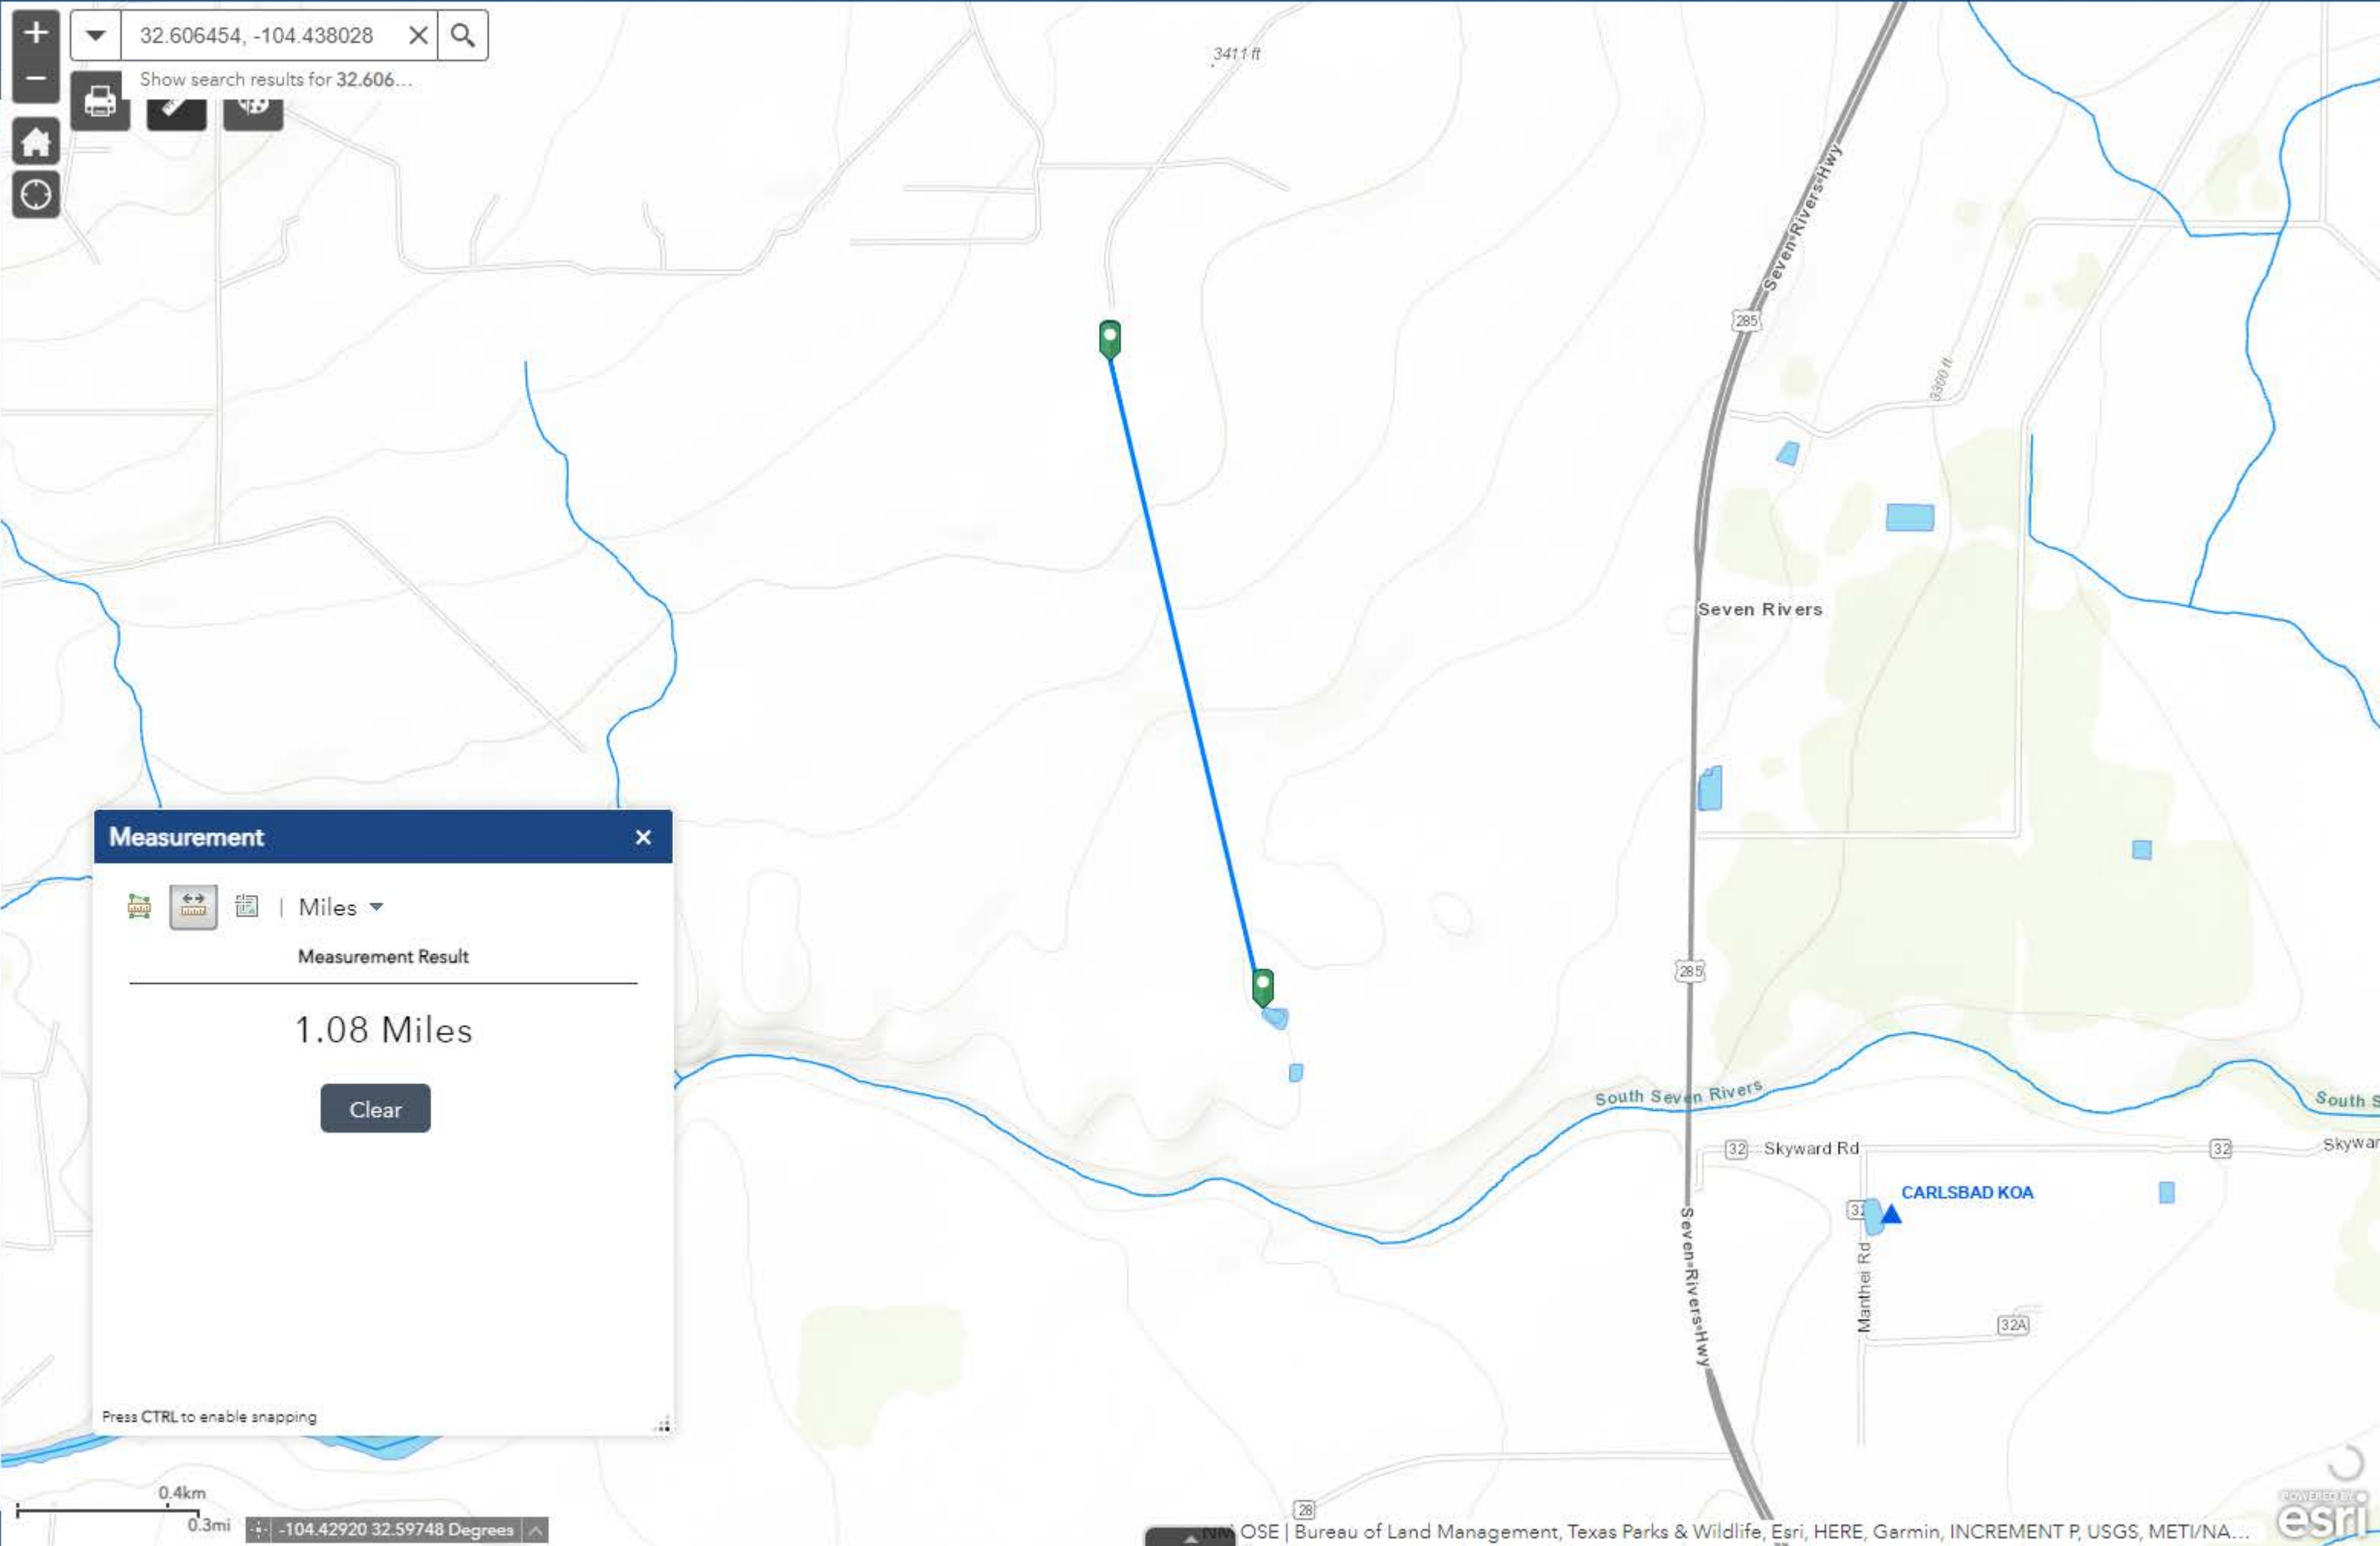 32.606454, -104.438028
Show search results for 32.606...
3411 ft
Seven Rivers Hwy
285
3300 ft
Seven Rivers
Measurement
Miles
Measurement Result
1.08 Miles
Clear
Press CTRL to enable snapping
285
South Seven Rivers
South S
32
Skyward Rd
32
Skywar
CARLSBAD KOA
32
Manthei Rd
Seven Rivers Hwy
32A
28
0.4km
0.3mi
-104.42920 32.59748 Degrees
NM OSE | Bureau of Land Management, Texas Parks & Wildlife, Esri, HERE, Garmin, INCREMENT P, USGS, METI/NA...
POWERED BY
esri